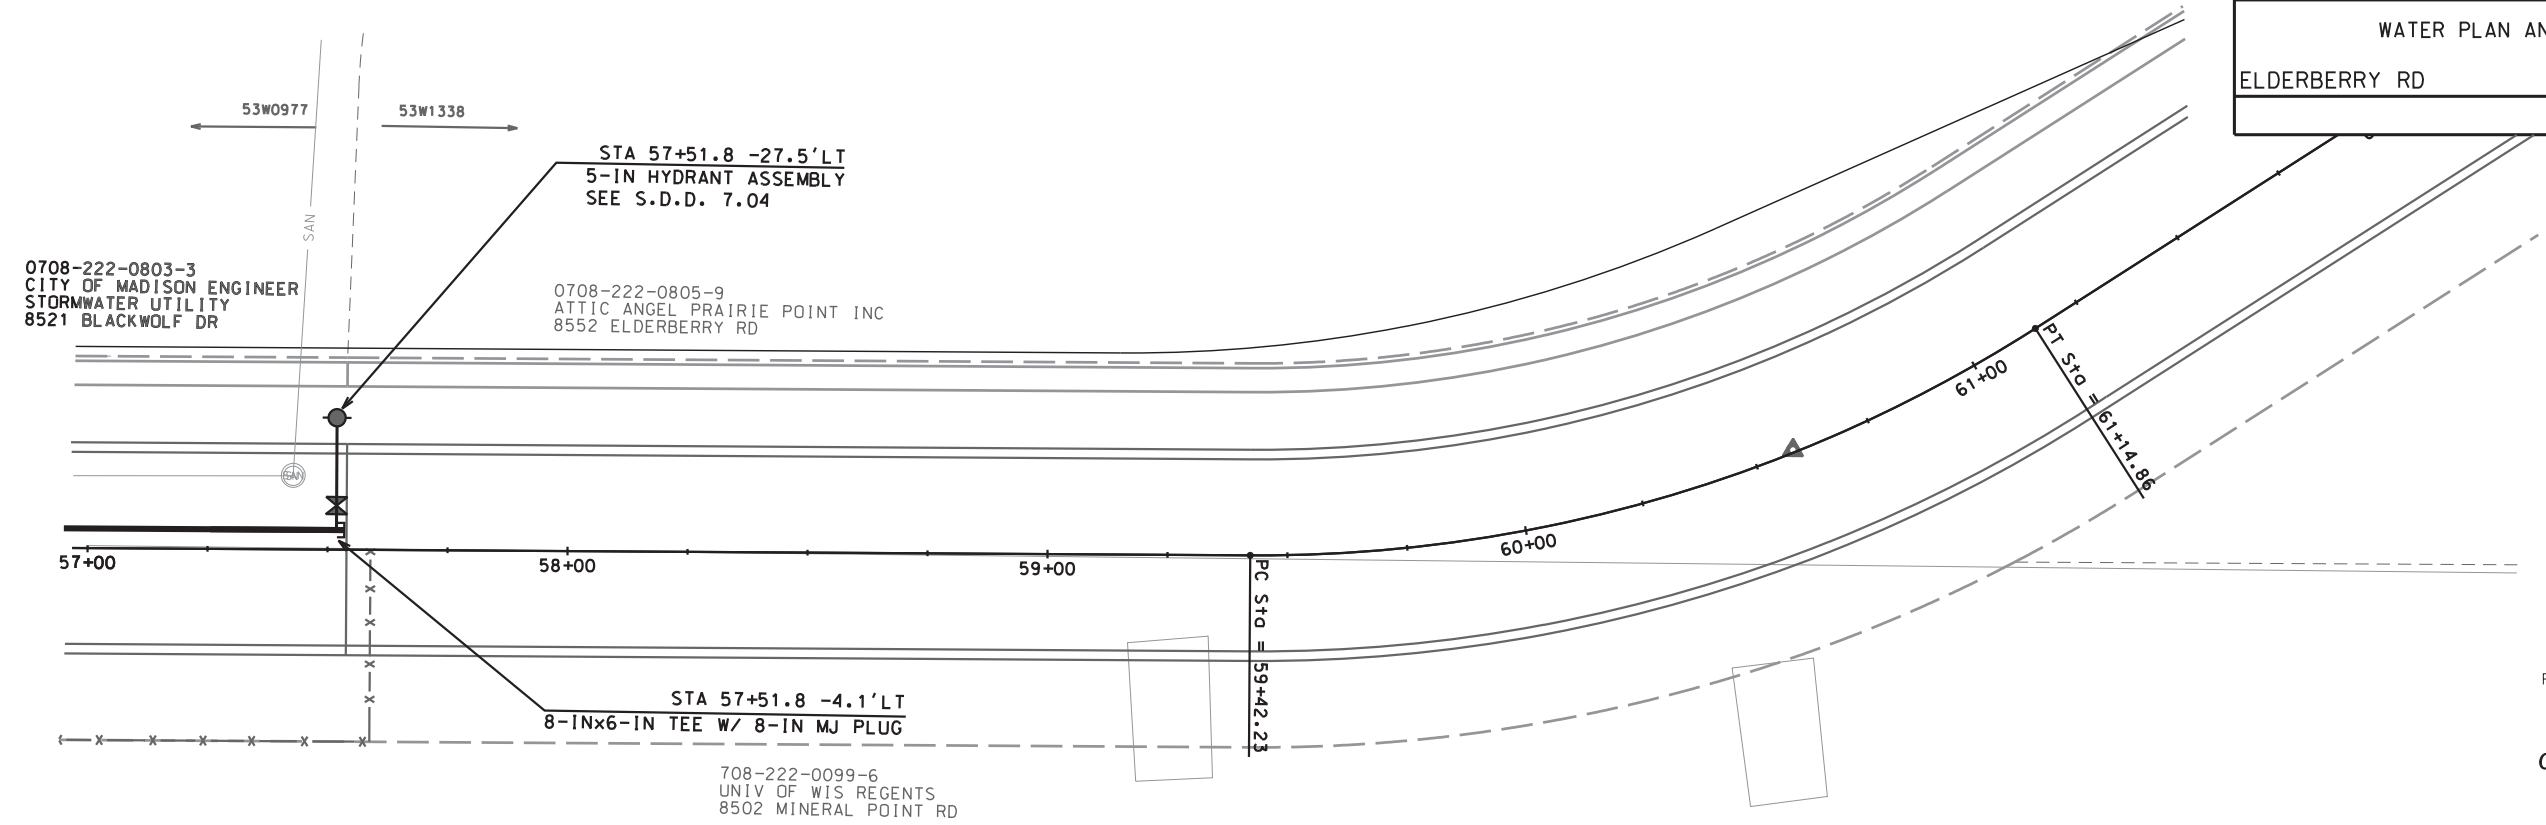 WATER PLAN AN
ELDERBERRY RD
53W0977
53W1338
STA 57+51.8 -27.5'LT
5-IN HYDRANT ASSEMBLY
SEE S.D.D. 7.04
SAN
0708-222-0803-3
CITY OF MADISON ENGINEER
STORMWATER UTILITY
8521 BLACKWOLF DR
0708-222-0805-9
ATTIC ANGEL PRAIRIE POINT INC
8552 ELDERBERRY RD
61+00
PT Sta = 61+14.86
SAN
57+00
58+00
59+00
60+00
PC Sta = 59+42.23
STA 57+51.8 -4.1'LT
8-INx6-IN TEE W/ 8-IN MJ PLUG
708-222-0099-6
UNIV OF WIS REGENTS
8502 MINERAL POINT RD